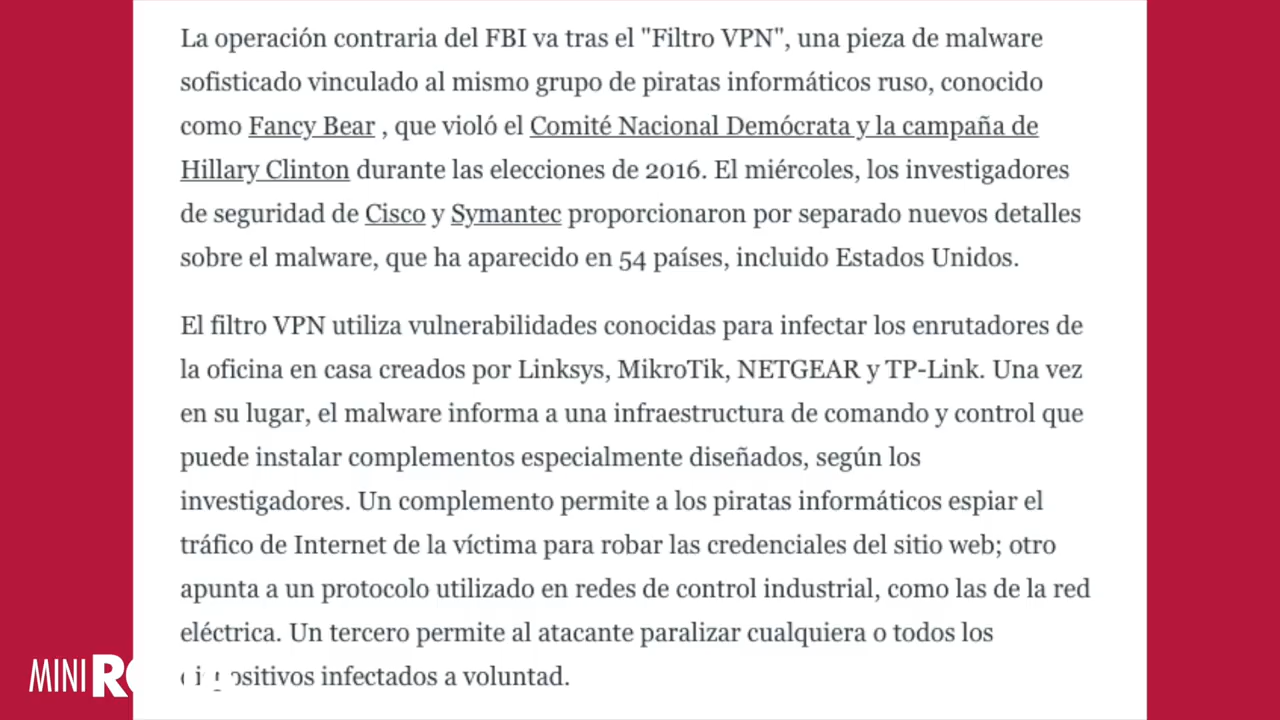 La operación contraria del FBI va tras el "Filtro VPN", una pieza de malware
sofisticado vinculado al mismo grupo de piratas informáticos ruso, conocido
como Fancy Bear , que violó el Comité Nacional Demócrata y la campaña de
Hillary Clinton durante las elecciones de 2016. El miércoles, los investigadores
de seguridad de Cisco y Symantec proporcionaron por separado nuevos detalles
sobre el malware, que ha aparecido en 54 países, incluido Estados Unidos.
El filtro VPN utiliza vulnerabilidades conocidas para infectar los enrutadores de
la oficina en casa creados por Linksys, MikroTik, NETGEAR y TP-Link. Una vez
en su lugar, el malware informa a una infraestructura de comando y control que
puede instalar complementos especialmente diseñados, según los
investigadores. Un complemento permite a los piratas informáticos espiar el
tráfico de Internet de la víctima para robar las credenciales del sitio web; otro
apunta a un protocolo utilizado en redes de control industrial, como las de la red
eléctrica. Un tercero permite al atacante paralizar cualquiera o todos los
infectados a voluntad.
MINI